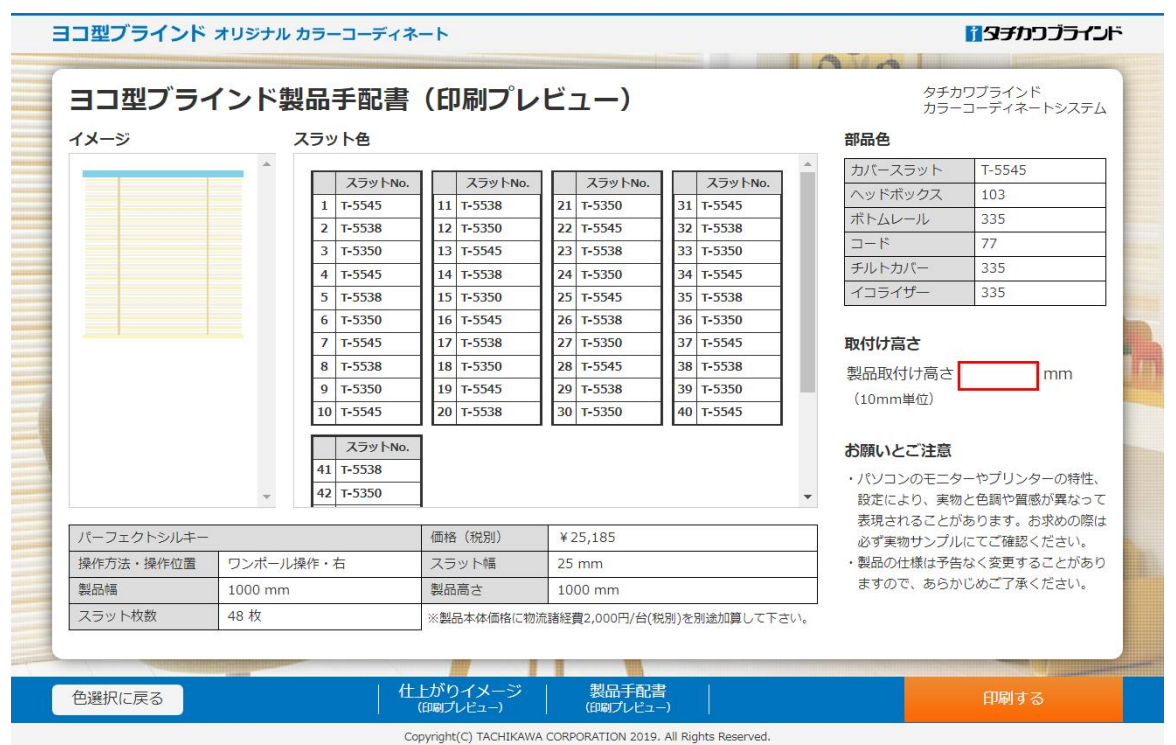 ヨコ型ブラインド オリジナル カラーコーディネート
タチカワブラインド
ヨコ型ブラインド製品手配書（印刷プレビュー）
タチカワブラインド
カラーコーディネートシステム
イメージ
スラット色
スラットNo. スラットNo. スラットNo. スラットNo.
1 T-5545 11 T-5538 21 T-5350 31 T-5545
2 T-5538 12 T-5350 22 T-5545 32 T-5538
3 T-5350 13 T-5545 23 T-5538 33 T-5350
4 T-5545 14 T-5538 24 T-5350 34 T-5545
5 T-5538 15 T-5350 25 T-5545 35 T-5538
6 T-5350 16 T-5545 26 T-5538 36 T-5350
7 T-5545 17 T-5538 27 T-5350 37 T-5545
8 T-5538 18 T-5350 28 T-5545 38 T-5538
9 T-5350 19 T-5545 29 T-5538 39 T-5350
10 T-5545 20 T-5538 30 T-5350 40 T-5545
スラットNo.
41 T-5538
42 T-5350
部品色
カバースラット T-5545
ヘッドボックス 103
ボトムレール 335
コード 77
チルトカバー 335
イコライザー 335
取付け高さ
製品取付け高さ mm
（10mm単位）
お願いとご注意
・パソコンのモニターやプリンターの特性、
設定により、実物と色調や質感が異なって
表現されることがあります。お求めの際は
必ず実物サンプルにてご確認ください。
・製品の仕様は予告なく変更することがあり
ますので、あらかじめご了承ください。
パーフェクトシルキー 価格（税別） ¥25,185
操作方法・操作位置 ワンポール操作・右 スラット幅 25 mm
製品幅 1000 mm 製品高さ 1000 mm
スラット枚数 48 枚 ※製品本体価格に物流諸経費2,000円/台(税別)を別途加算して下さい。
色選択に戻る
仕上がりイメージ
（印刷プレビュー）
製品手配書
（印刷プレビュー）
印刷する
Copyright(C) TACHIKAWA CORPORATION 2019. All Rights Reserved.